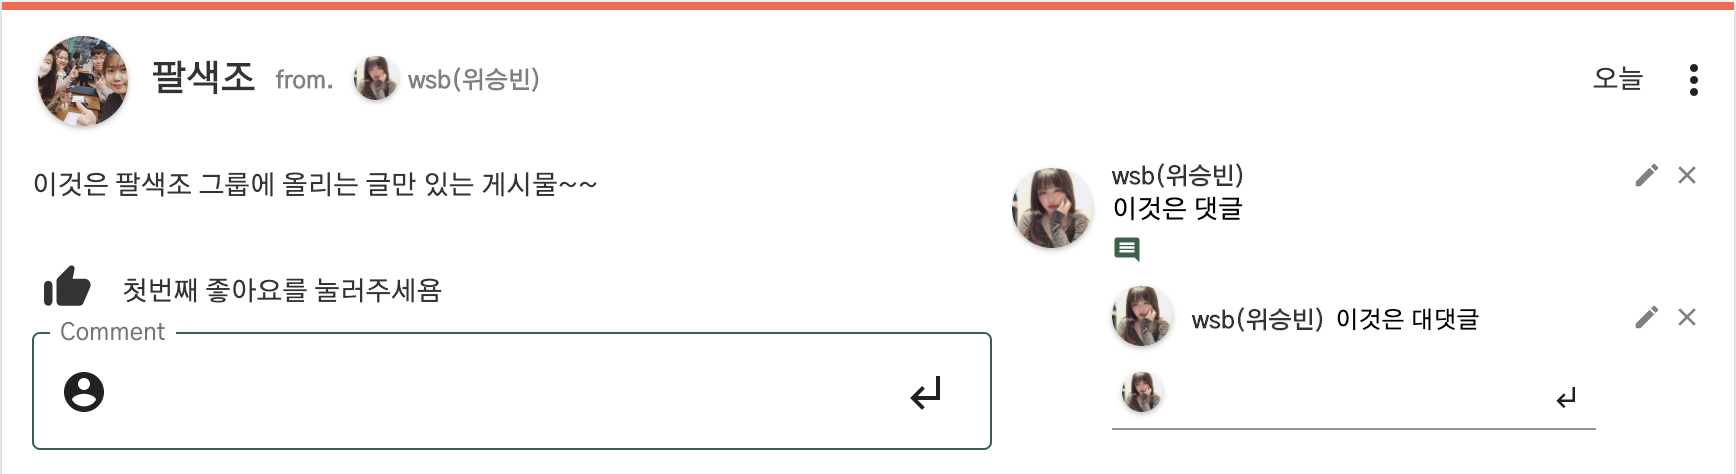 팔색조 from. wsb(위승빈)
오늘
이것은 팔색조 그룹에 올리는 글만 있는 게시물~~
첫번째 좋아요를 눌러주세욤
Comment
wsb(위승빈)
이것은 댓글
wsb(위승빈) 이것은 대댓글